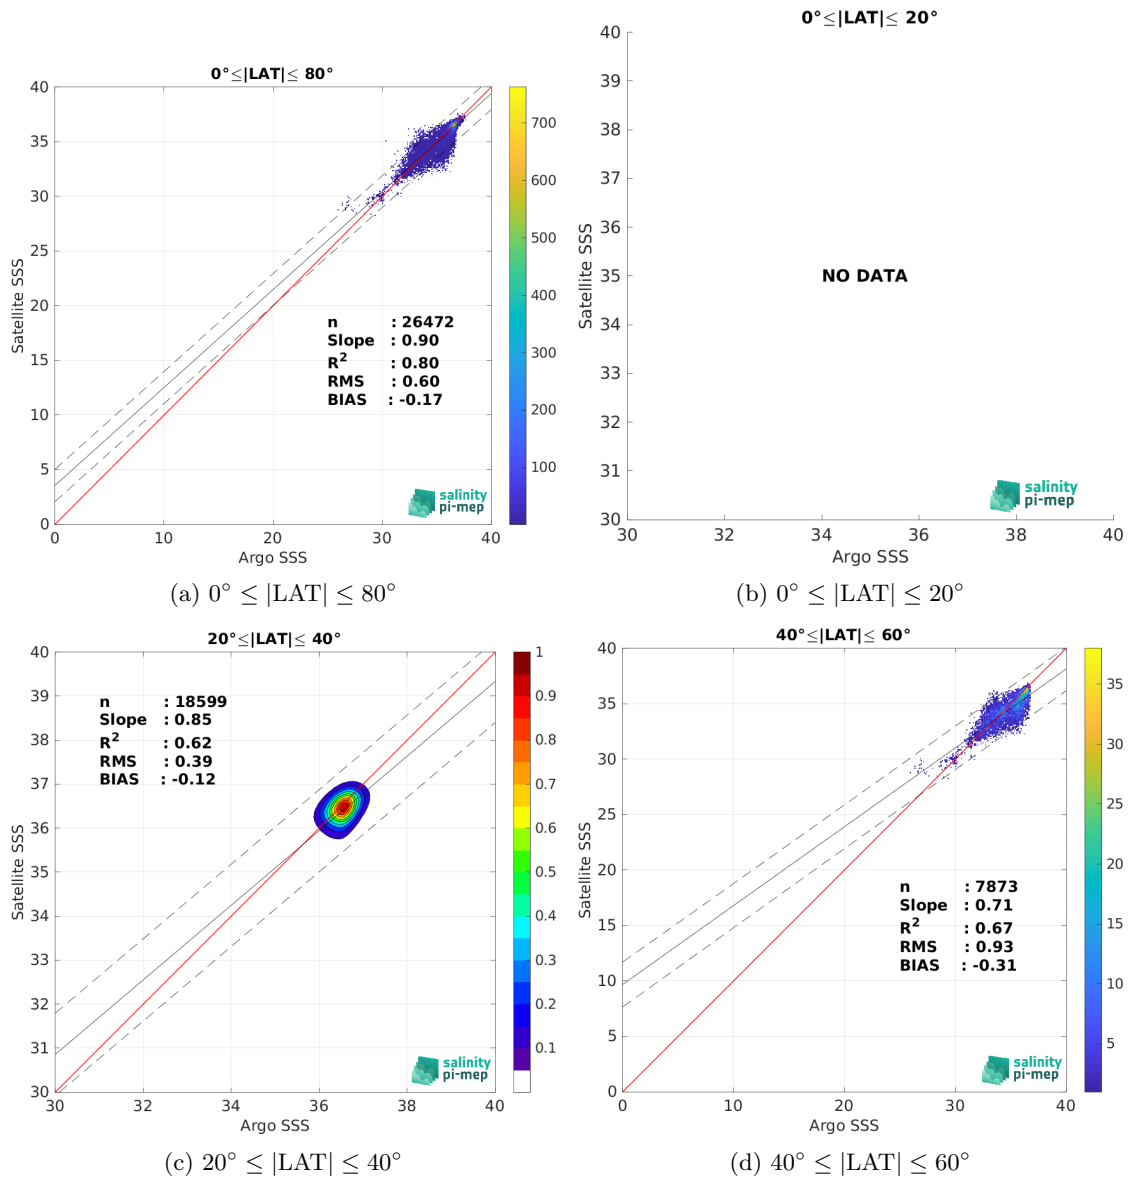 0°≤|LAT|≤ 80°
40
35
30
25
20
15
10
5
0
0
10
20
30
40
Satellite SSS
Argo SSS
n : 26472
Slope : 0.90
R² : 0.80
RMS : 0.60
BIAS : -0.17
salinity
pi-mep
700
600
500
400
300
200
100
(a) 0° ≤ |LAT| ≤ 80°
0°≤|LAT|≤ 20°
40
39
38
37
36
35
34
33
32
31
30
30
32
34
36
38
40
Satellite SSS
Argo SSS
NO DATA
salinity
pi-mep
(b) 0° ≤ |LAT| ≤ 20°
20°≤|LAT|≤ 40°
40
39
38
37
36
35
34
33
32
31
30
30
32
34
36
38
40
Satellite SSS
Argo SSS
n : 18599
Slope : 0.85
R² : 0.62
RMS : 0.39
BIAS : -0.12
salinity
pi-mep
1
0.9
0.8
0.7
0.6
0.5
0.4
0.3
0.2
0.1
(c) 20° ≤ |LAT| ≤ 40°
40°≤|LAT|≤ 60°
40
35
30
25
20
15
10
5
0
0
10
20
30
40
Satellite SSS
Argo SSS
n : 7873
Slope : 0.71
R² : 0.67
RMS : 0.93
BIAS : -0.31
salinity
pi-mep
35
30
25
20
15
10
5
(d) 40° ≤ |LAT| ≤ 60°